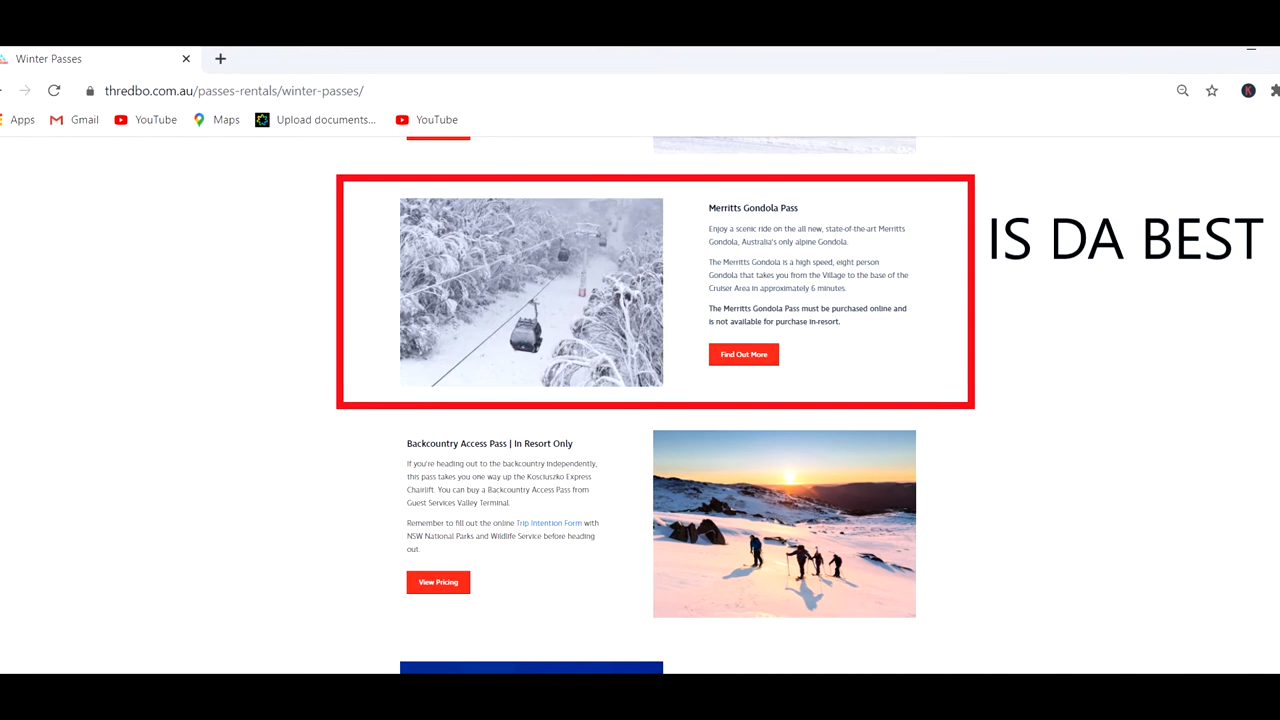 Winter Passes
thredbo.com.au/passes-rentals/winter-passes/
Apps Gmail YouTube Maps Upload documents... YouTube
Merritts Gondola Pass
Enjoy a scenic ride on the all new, state-of-the-art Merritts
Gondola, Australia's only alpine Gondola.
The Merritts Gondola is a high speed, eight person
Gondola that takes you from the Village to the base of the
Cruiser Area in approximately 6 minutes.
The Merritts Gondola Pass must be purchased online and
is not available for purchase in-resort.
Find Out More
IS DA BEST
Backcountry Access Pass | In Resort Only
If you're heading out to the backcountry independently,
this pass takes you one way up the Kosciuszko Express
Chairlift. You can buy a Backcountry Access Pass from
Guest Services Valley Terminal.
Remember to fill out the online Trip Intention Form with
NSW National Parks and Wildlife Service before heading
out.
View Pricing